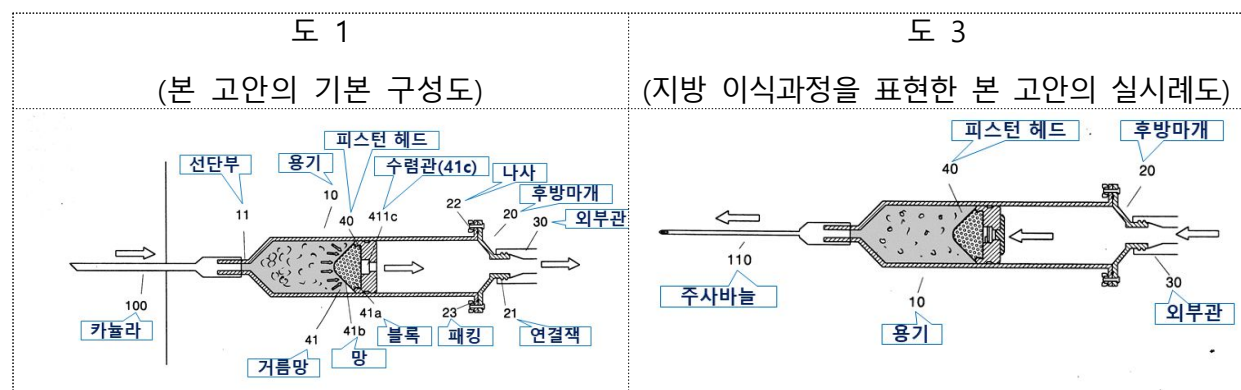 도 1
(본 고안의 기본 구성도)
도 3
(지방 이식과정을 표현한 본 고안의 실시례도)
피스턴 헤드
선단부
용기
수렴관(41c)
나사
후방마개
외부관
10
11
40
411c
22
20
30
100
카뉼라
41
거름망
41b
망
41a
블록
23
패킹
21
연결잭
피스턴 헤드
후방마개
40
20
110
주사바늘
10
용기
30
외부관